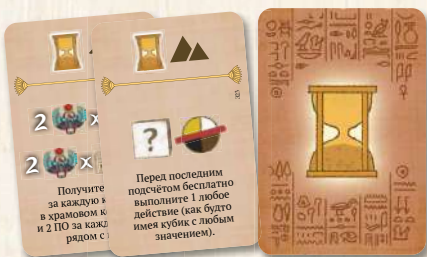 2 x
2 x
Получите
за каждую
в храмовом
и 2 ПО за кажд
рядом с
?
Перед последним
подсчётом бесплатно
выполните 1 любое
действие (как будто
имея кубик с любым
значением).